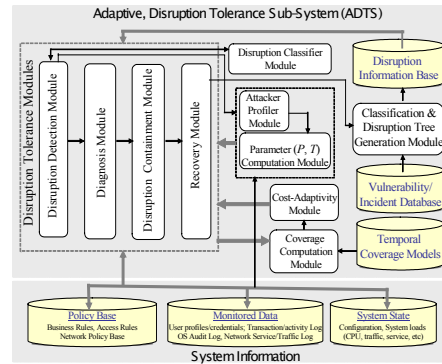 Adaptive, Disruption Tolerance Sub-System (ADTS)
Disruption Tolerance Modules
Disruption Detection Module
Diagnosis Module
Disruption Containment Module
Recovery Module
Disruption Classifier
Module
Attacker
Profiler
Module
Parameter (P, T)
Computation Module
Disruption
Information Base
Classification &
Disruption Tree
Generation Module
Vulnerability/
Incident Database
Cost-Adaptivity
Module
Coverage
Computation
Module
Temporal
Coverage Models
Policy Base
Business Rules, Access Rules
Network Policy Base
Monitored Data
User profiles/credentials; Transaction/activity Log
OS Audit Log, Network Service/Traffic Log
System State
Configuration, System loads
(CPU, traffic, service, etc)
System Information